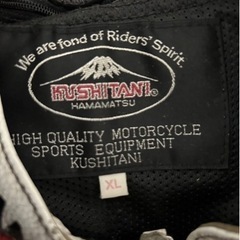 We are fond of Riders' Spirit.
KUSHITANI®
HAMAMATSU
HIGH QUALITY MOTORCYCLE
SPORTS EQUIPMENT
KUSHITANI
XL